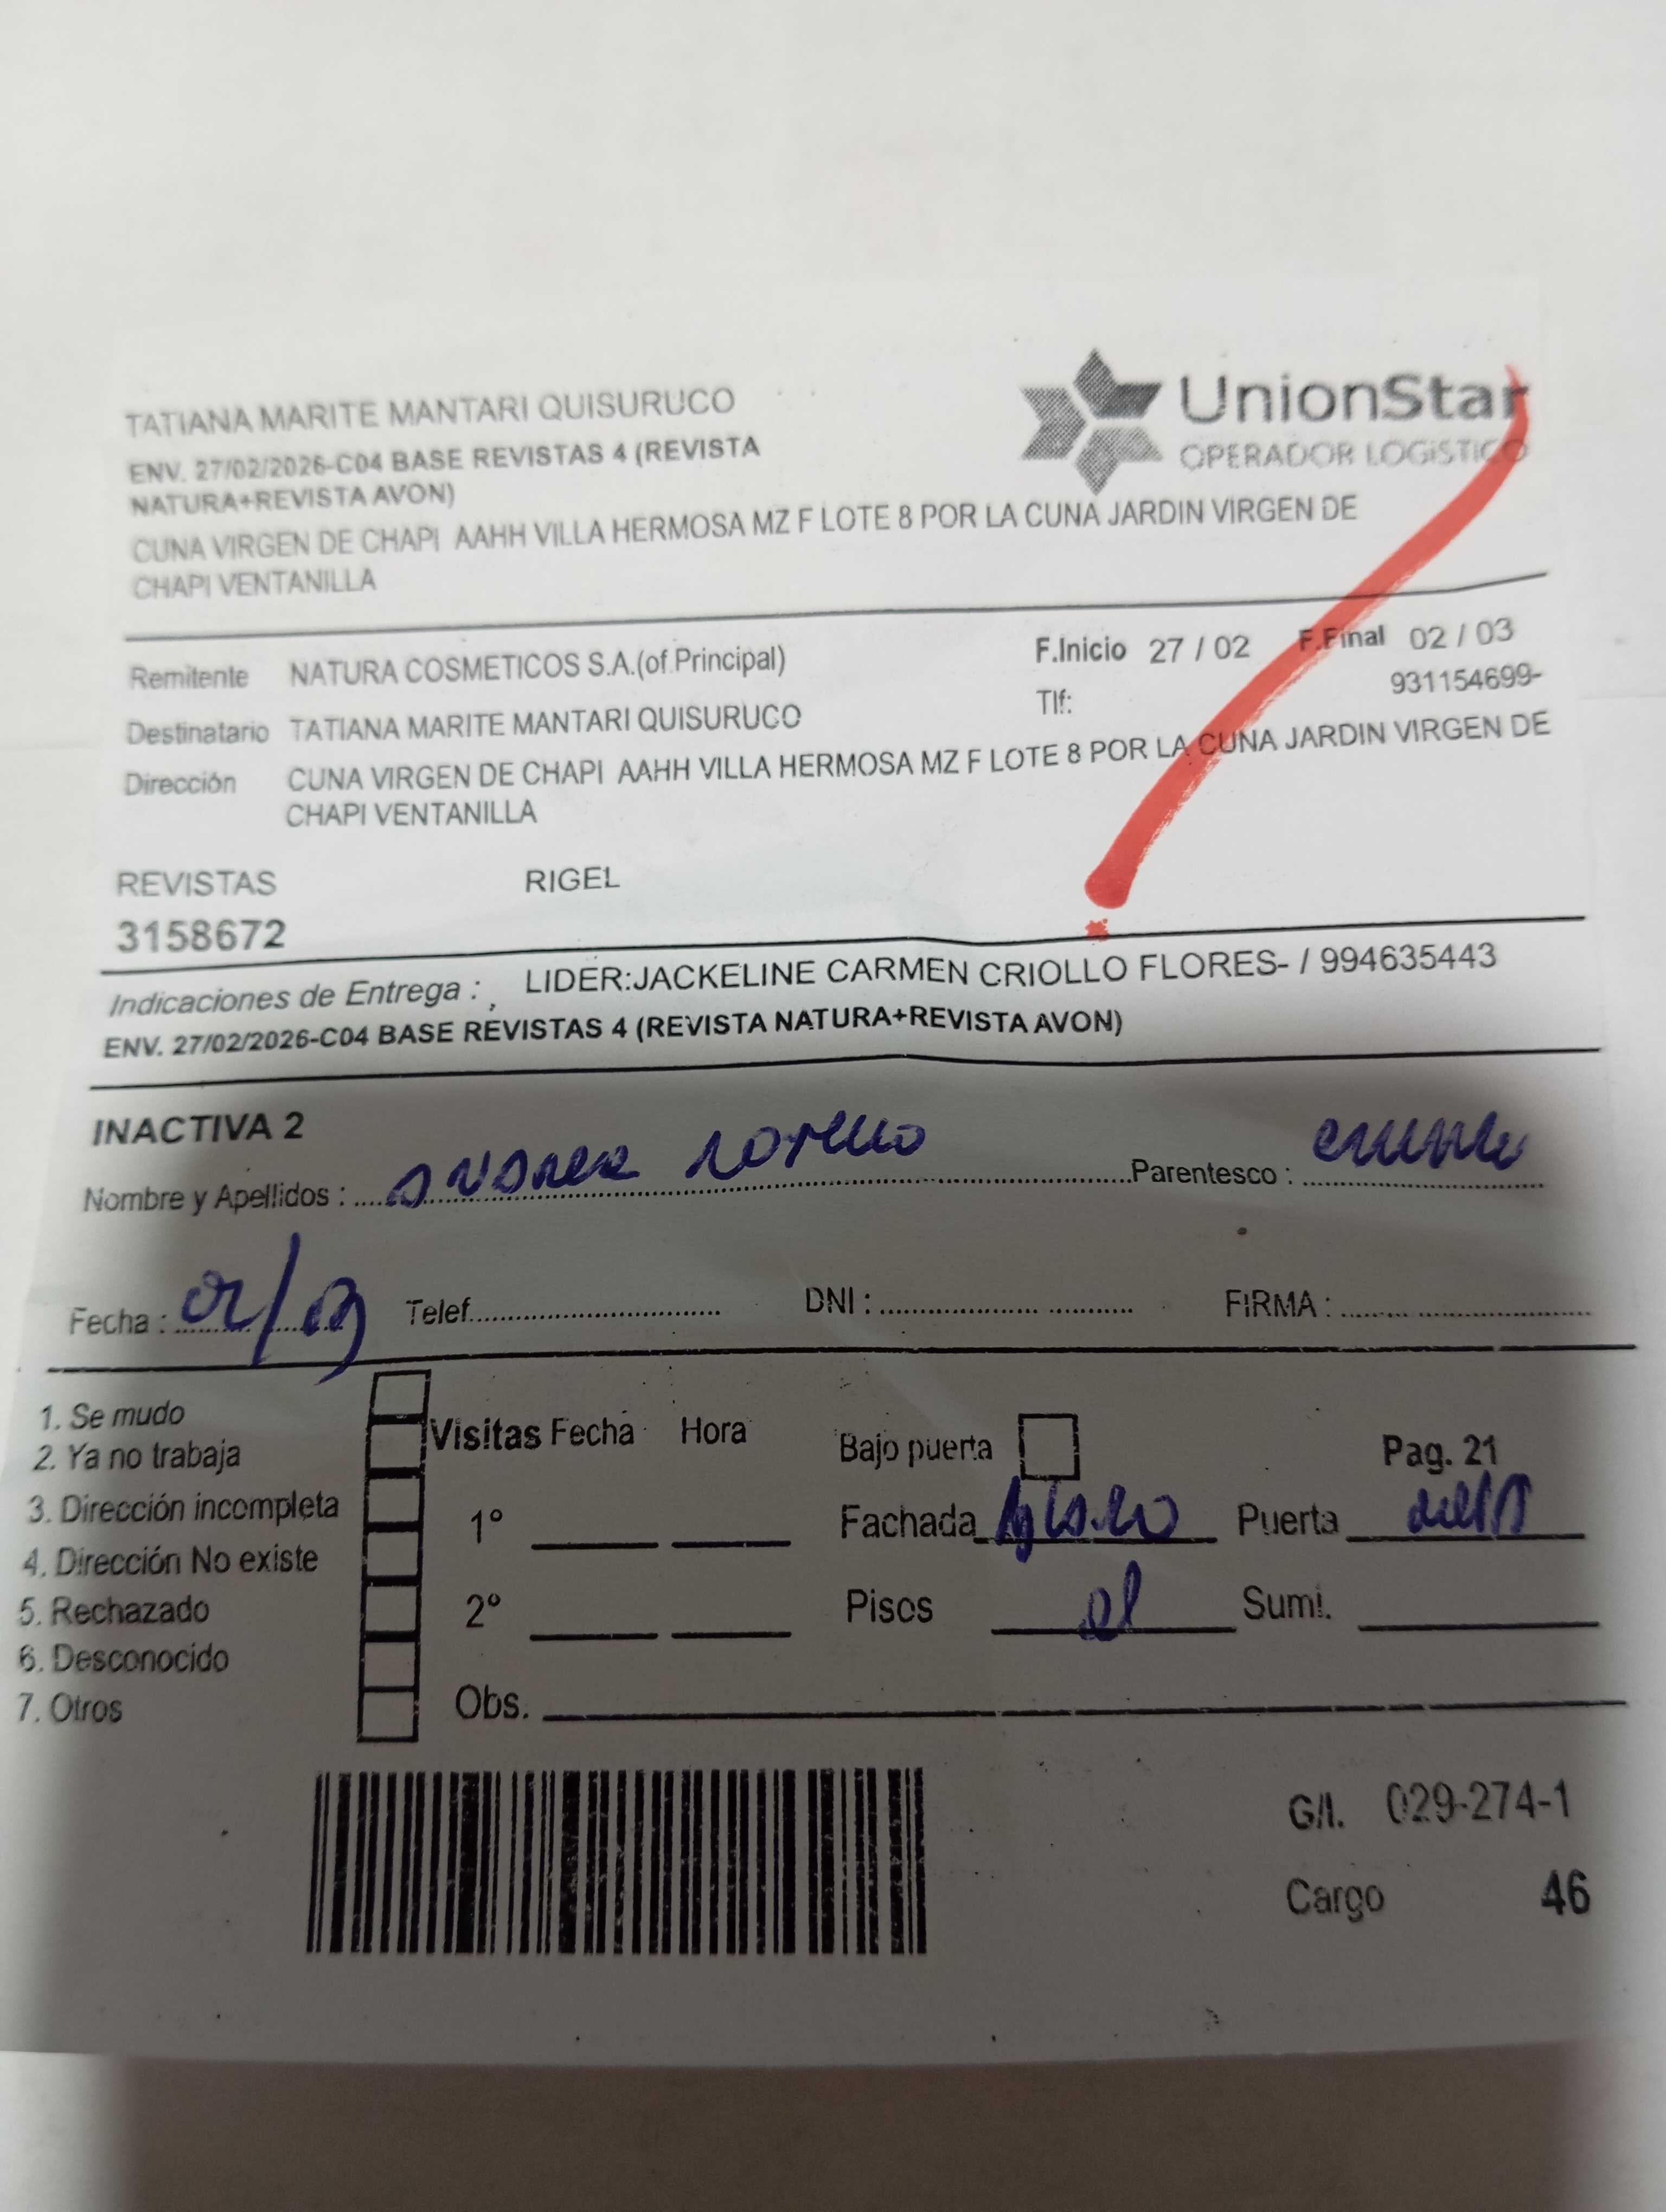 TATIANA MARITE MANTARI QUISURUCO
UnionStar
OPERADOR LOGÍSTICO
ENV. 27/02/2026-C04 BASE REVISTAS 4 (REVISTA
NATURA+REVISTA AVON)
CUNA VIRGEN DE CHAPI AAHH VILLA HERMOSA MZ F LOTE 8 POR LA CUNA JARDIN VIRGEN DE
CHAPI VENTANILLA
Remitente NATURA COSMETICOS S.A.(of.Principal) F.Inicio 27 / 02 F.Final 02 / 03
Tlf: 931154699-
Destinatario TATIANA MARITE MANTARI QUISURUCO
Dirección CUNA VIRGEN DE CHAPI AAHH VILLA HERMOSA MZ F LOTE 8 POR LA CUNA JARDIN VIRGEN DE
CHAPI VENTANILLA
REVISTAS RIGEL
3158672
Indicaciones de Entrega : , LIDER:JACKELINE CARMEN CRIOLLO FLORES- / 994635443
ENV. 27/02/2026-C04 BASE REVISTAS 4 (REVISTA NATURA+REVISTA AVON)
INACTIVA 2
Nombre y Apellidos : Parentesco :
Fecha : 02/03 Telef. DNI : FIRMA :
1. Se mudo
2. Ya no trabaja
3. Dirección incompleta
4. Dirección No existe
5. Rechazado
6. Desconocido
7. Otros
Visitas Fecha Hora
1°
2°
Obs.
Bajo puerta Pag. 21
Fachada Puerta
Pisos Sumi.
G/I. 029-274-1
Cargo 46